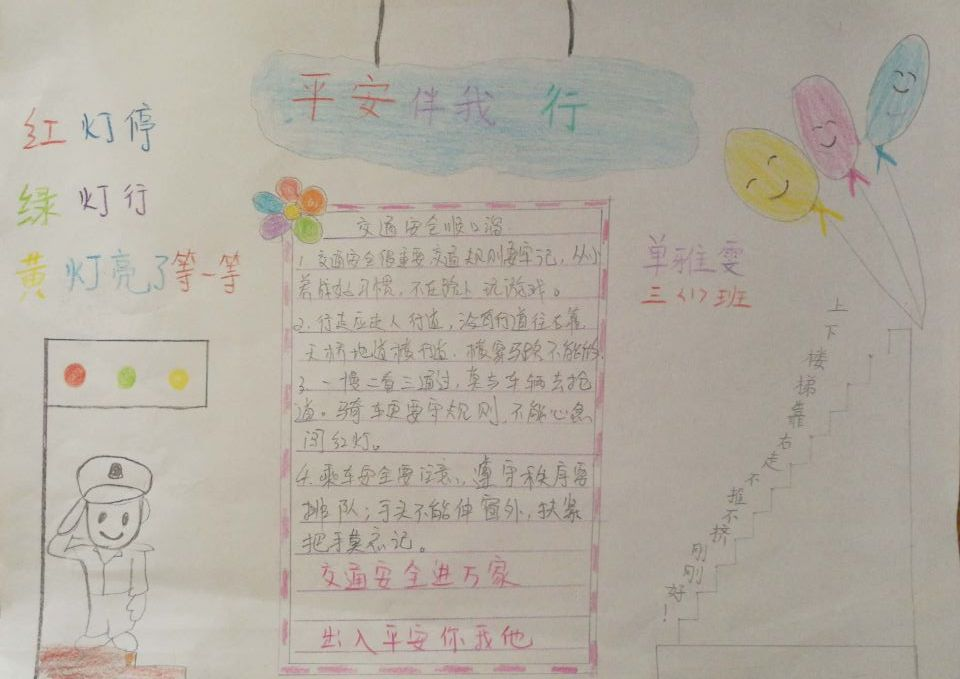 平安伴我行
红灯停
绿灯行
黄灯亮了等一等
交通安全顺口溜
1. 交通安全很重要,交通规则要牢记,从小
养成好习惯,不在路上玩游戏。
2. 行走应走人行道,没有行道往右靠,
天桥地道横行道,横穿马路不能
3. 一慢二看三通过,莫与车辆去抢
道。骑车更要守规则,不能心急
闯红灯。
4. 乘车安全要注意,遵守秩序要
排队;手头不能伸窗外,扶紧
把手莫忘记。
交通安全进万家
出入平安你我他
单雅雯
三〈1〉班
上下楼梯靠右走不推不挤刚刚好!